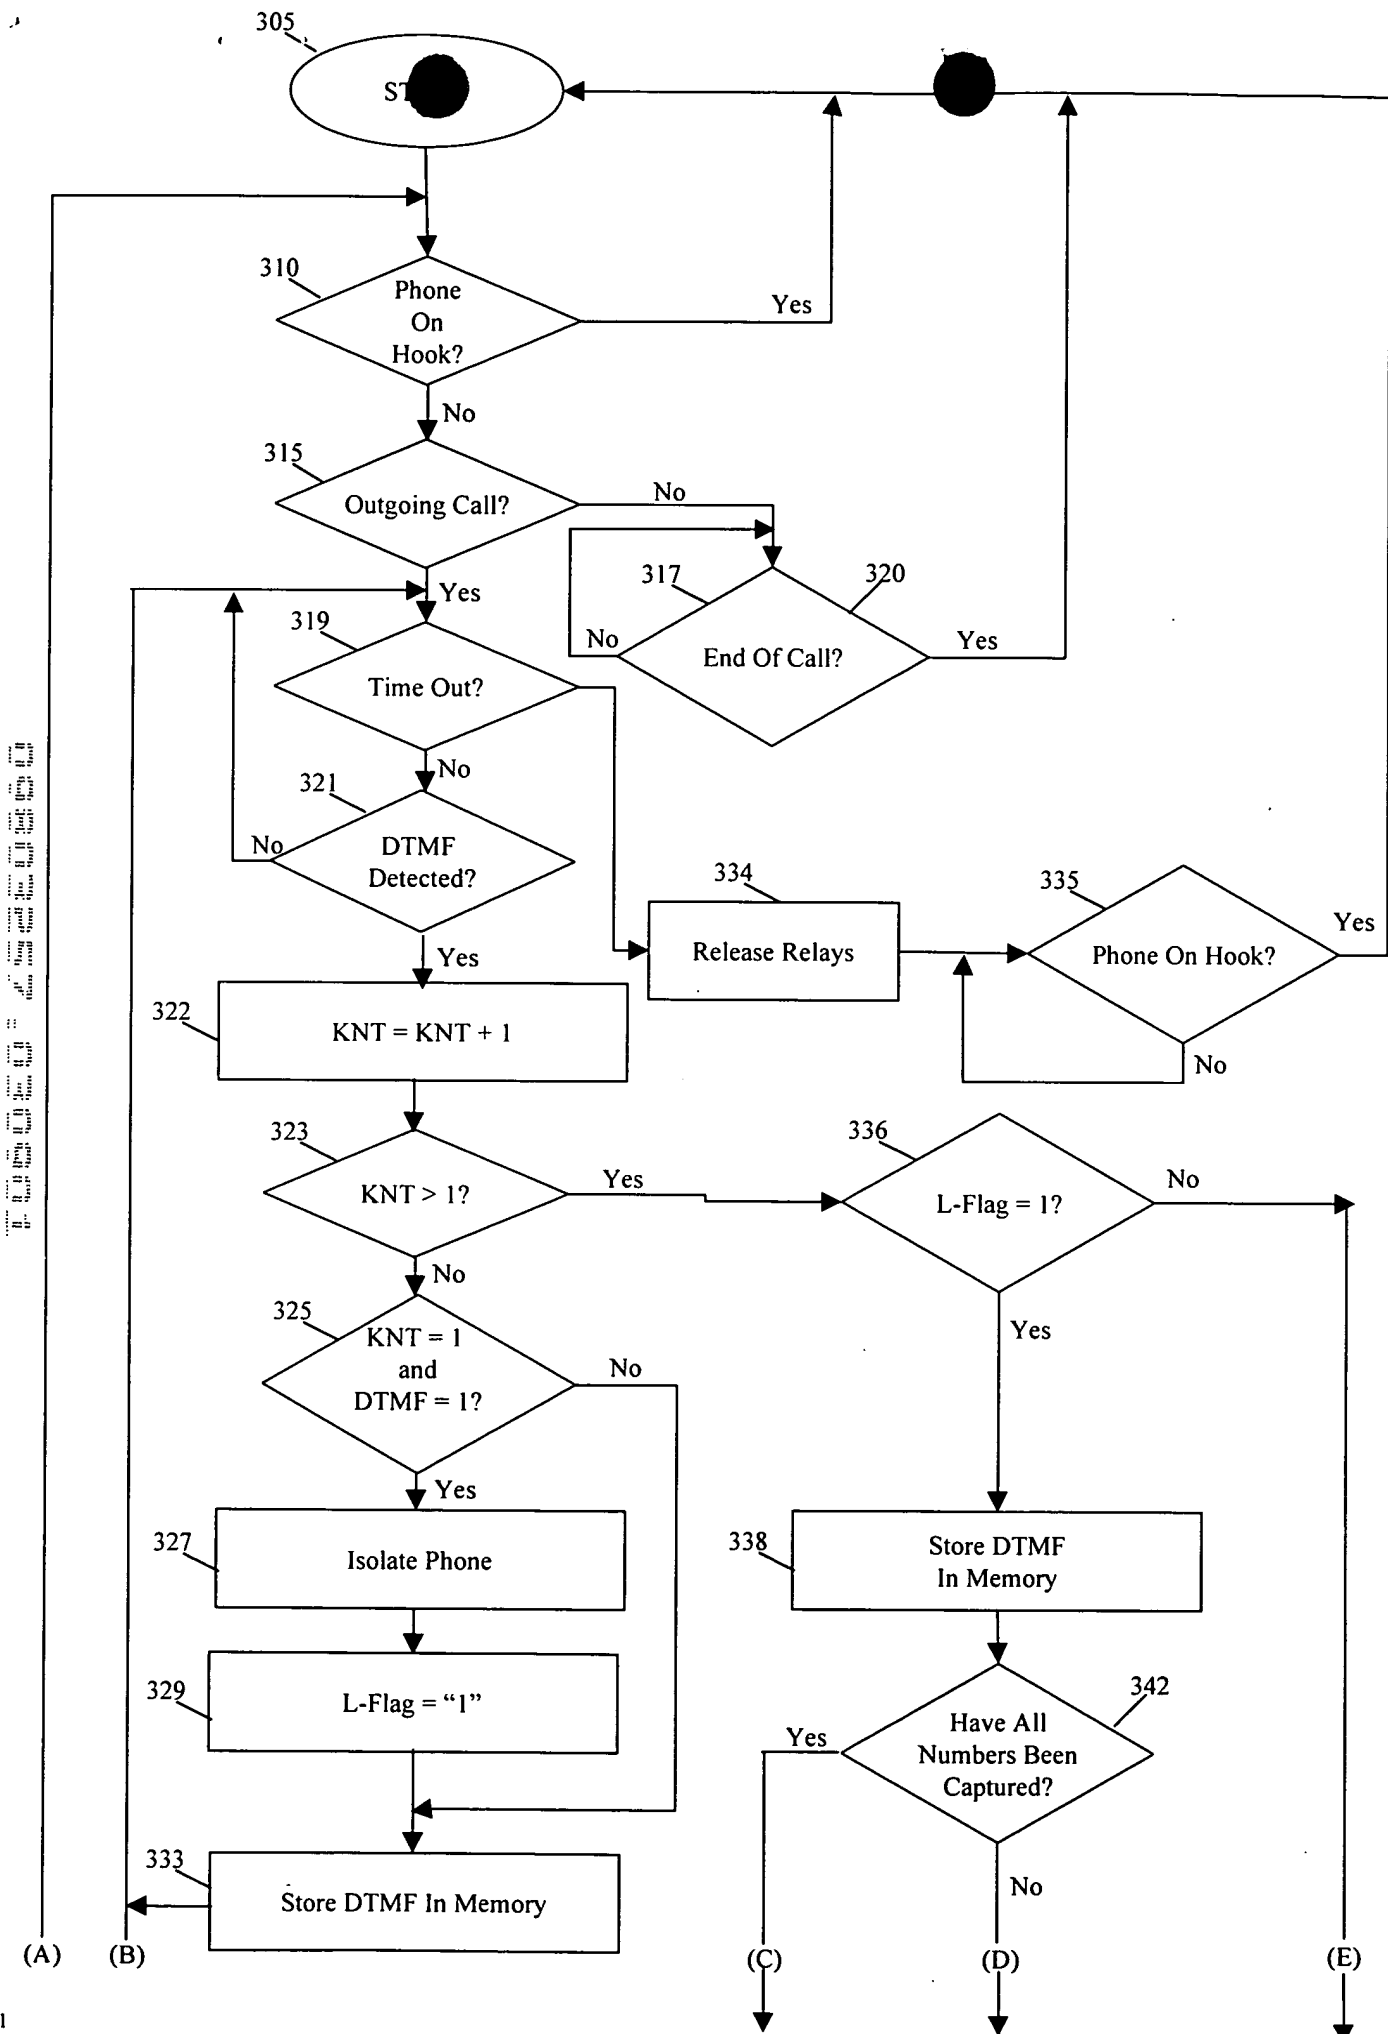 305
310
Phone
On
Hook?
Yes
No
315
Outgoing Call?
No
Yes
317
320
End Of Call?
No
Yes
319
Time Out?
No
321
DTMF
Detected?
No
Yes
334
Release Relays
335
Phone On Hook?
Yes
No
322
KNT = KNT + 1
323
KNT > 1?
Yes
No
336
L-Flag = 1?
No
Yes
325
KNT = 1
and
DTMF = 1?
No
Yes
327
Isolate Phone
338
Store DTMF
In Memory
329
L-Flag = “1”
342
Have All
Numbers Been
Captured?
Yes
No
333
Store DTMF In Memory
(A)
(B)
(C)
(D)
(E)
09803257.030901